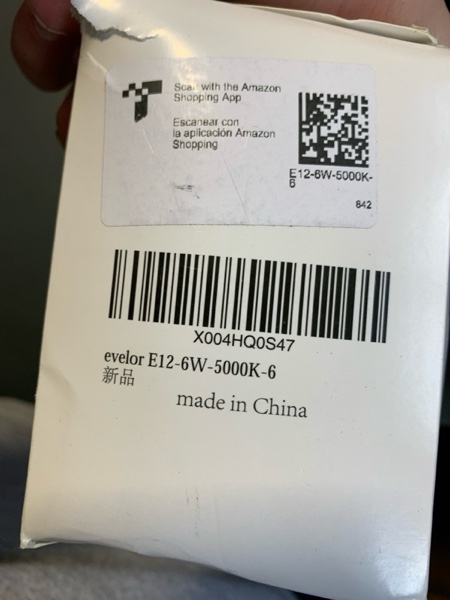 Scan with the Amazon
Shopping App
Escanear con
la aplicación Amazon
Shopping
E12-6W-5000K-
6
842
X004HQ0S47
evelor E12-6W-5000K-6
新品
made in China